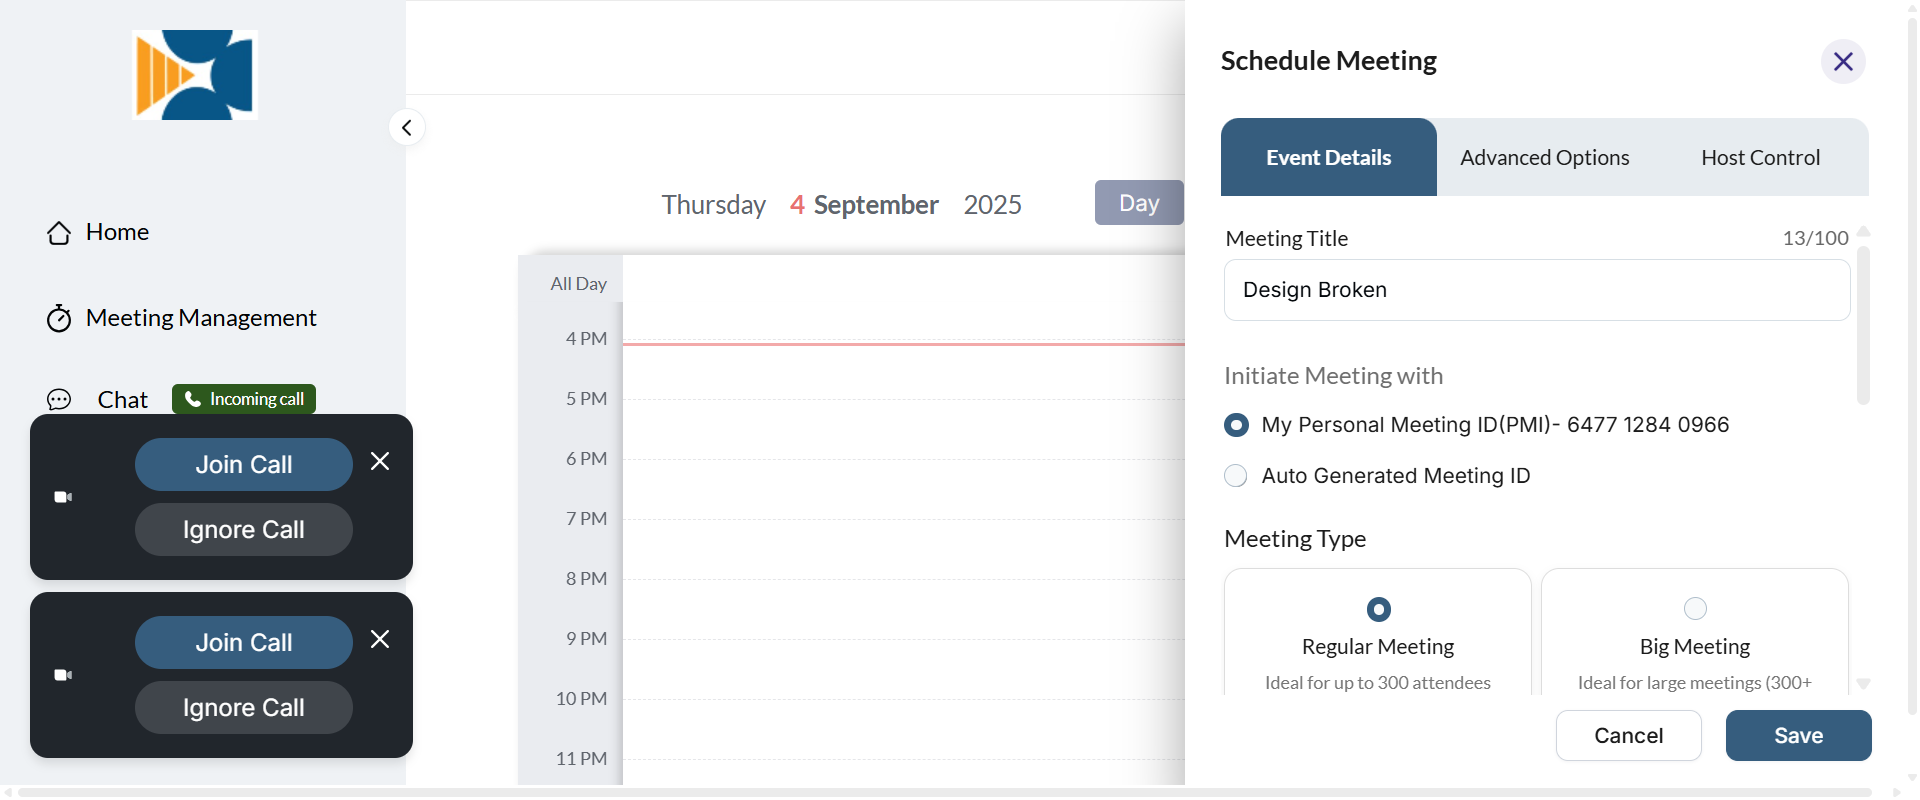 Home
Meeting Management
Chat
Incoming call
Join Call
Ignore Call
Join Call
Ignore Call
Thursday 4 September 2025
Day
All Day
4 PM
5 PM
6 PM
7 PM
8 PM
9 PM
10 PM
11 PM
Schedule Meeting
Event Details
Advanced Options
Host Control
Meeting Title
13/100
Design Broken
Initiate Meeting with
My Personal Meeting ID(PMI)- 6477 1284 0966
Auto Generated Meeting ID
Meeting Type
Regular Meeting
Ideal for up to 300 attendees
Big Meeting
Ideal for large meetings (300+
Cancel
Save